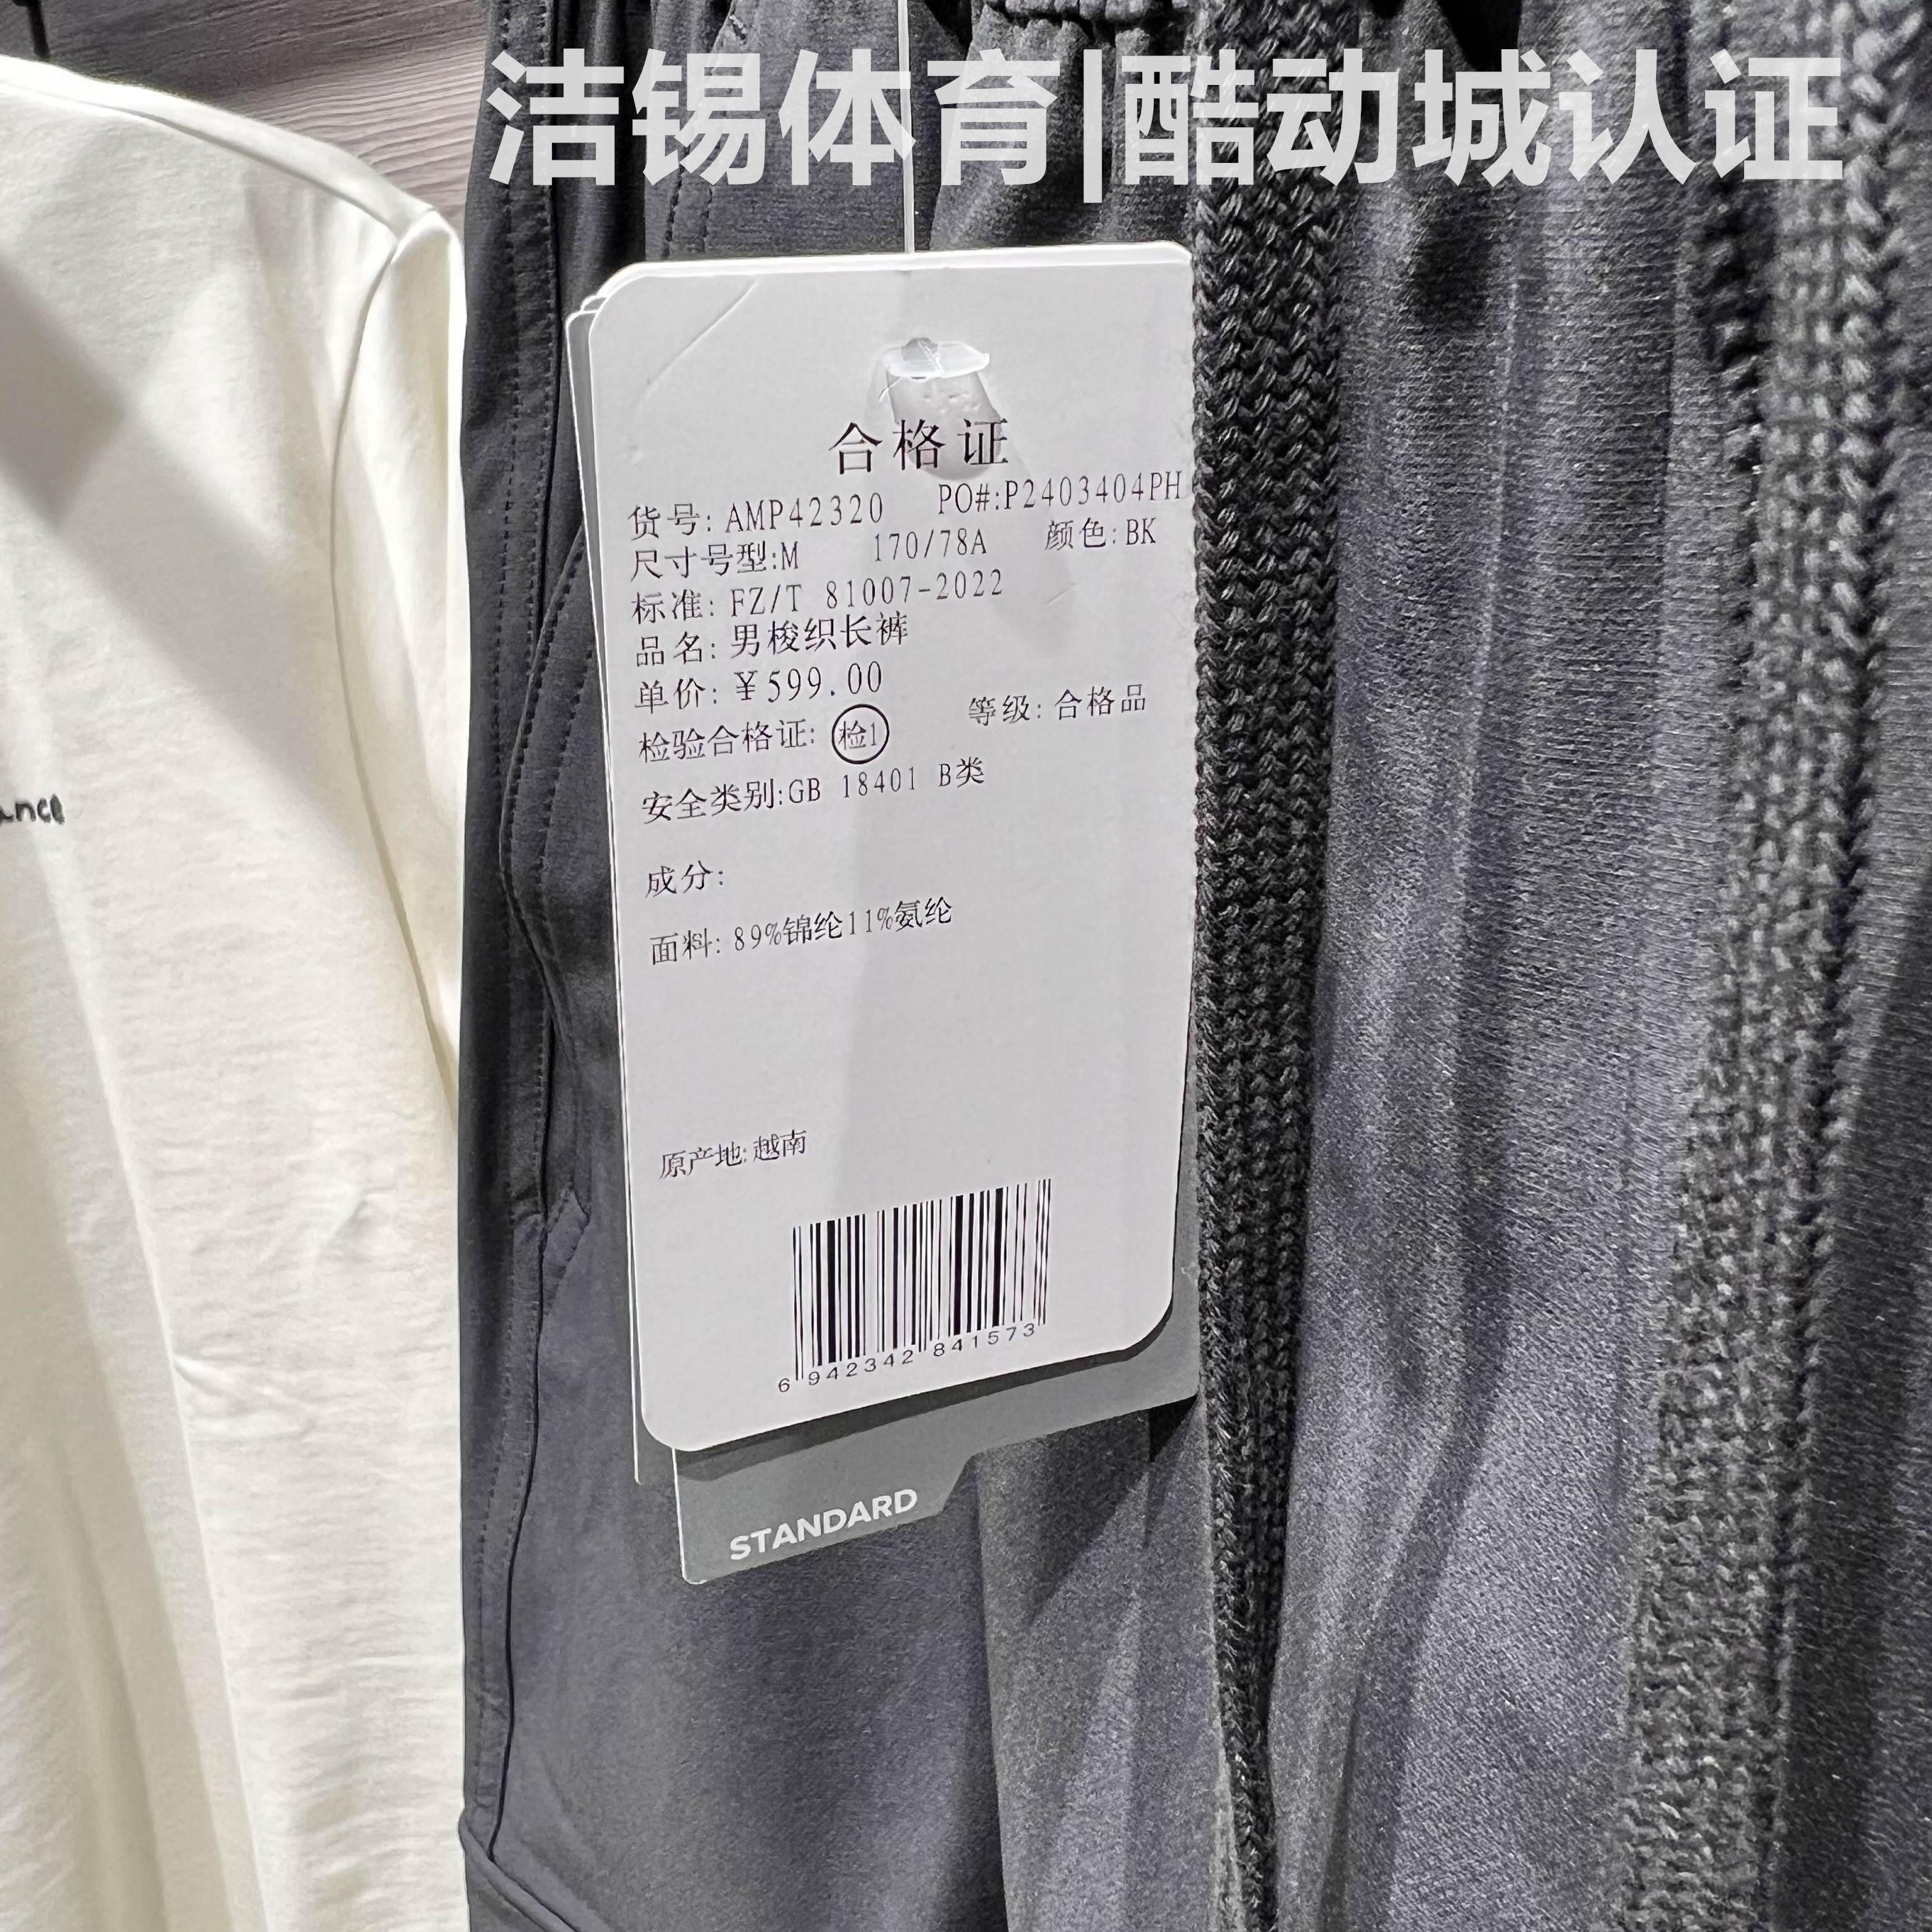 洁锡体育|酷动城认证
合格证
货号: AMP42320 PO#:P2403404PH
尺寸号型:M 170/78A 颜色:BK
标准: FZ/T 81007-2022
品名: 男梭织长裤
单价: ¥599.00
检验合格证: 检1 等级: 合格品
安全类别:GB 18401 B类
成分:
面料: 89%锦纶11%氨纶
原产地:越南
6 942342 841573
STANDARD
ance